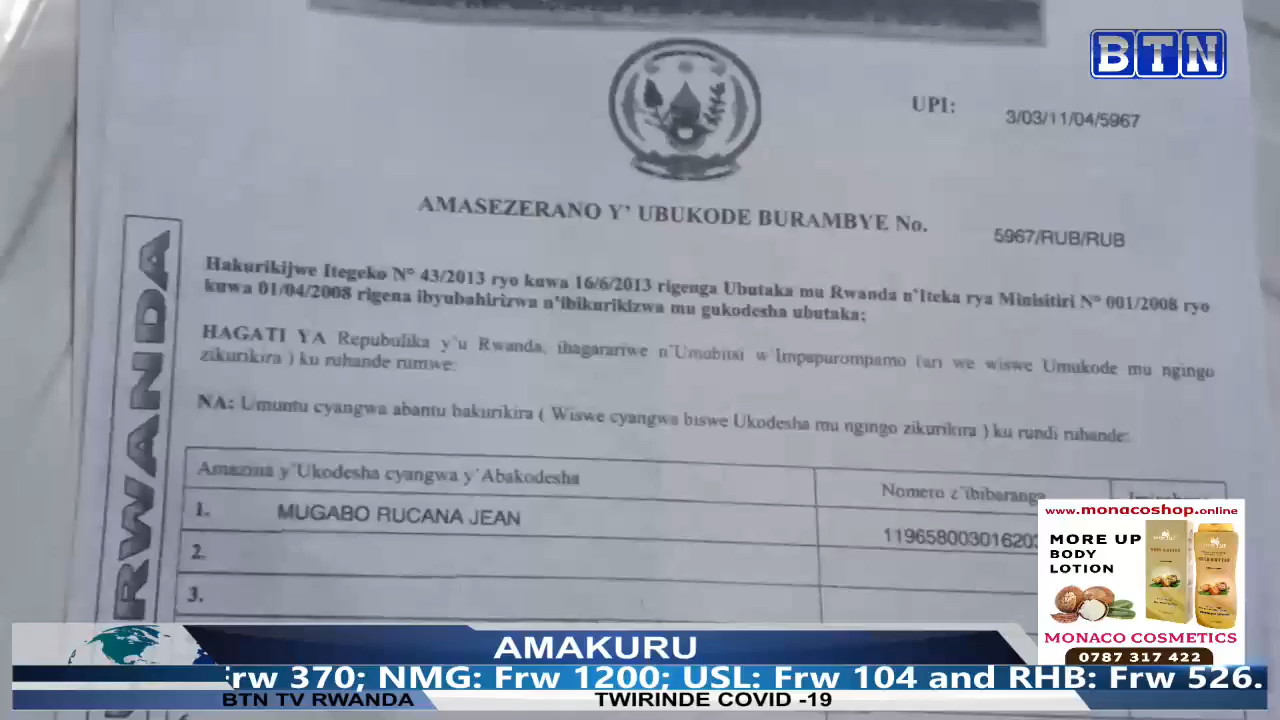 BTN
UPI: 3/03/11/04/5967
AMASEZERANO Y' UBUKODE BURAMBYE No. 5967/RUB/RUB
Hakurikijwe Itegeko N° 43/2013 ryo kuwa 16/6/2013 rigenga Ubutaka mu Rwanda n'Iteka rya Minisitiri N° 001/2008 ryo
kuwa 01/04/2008 rigena ibyubahirizwa n'ibikurikizwa mu gukodesha ubutaka;
HAGATI YA Repubulika y'u Rwanda, ihagarariwe n'Umubitsi w'Impapurompamo (ari we wiswe Umukode mu ngingo
zikurikira ) ku ruhande rumwe:
NA: Umuntu cyangwa abantu bakurikira ( Wiswe cyangwa biswe Ukodesha mu ngingo zikurikira ) ku rundi ruhande:
Amazina y'Ukodesha cyangwa y'Abakodesha
Nomero z'ibibaranga
1. MUGABO RUCANA JEAN
11965800301620
2.
3.
RWANDA
www.monacoshop.online
MORE UP
BODY
LOTION
MONACO COSMETICS
0787 317 422
AMAKURU
Frw 370; NMG: Frw 1200; USL: Frw 104 and RHB: Frw 526.
BTN TV RWANDA
TWIRINDE COVID -19